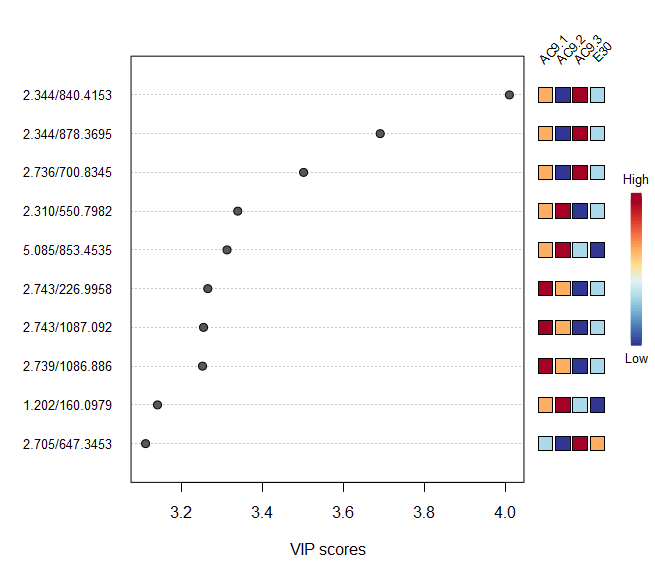 AC9.1 AC9.2 AC9.3 E30
2.344/840.4153
2.344/878.3695
2.736/700.8345
2.310/550.7982
5.085/853.4535
2.743/226.9958
2.743/1087.092
2.739/1086.886
1.202/160.0979
2.705/647.3453
High
Low
3.2 3.4 3.6 3.8 4.0
VIP scores